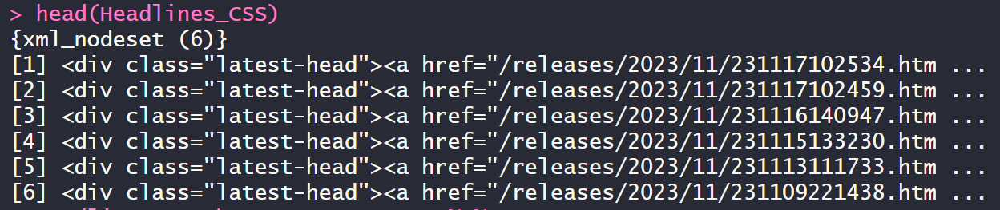 > head(Headlines_CSS)
{xml_nodeset (6)}
[1] <div class="latest-head"><a href="/releases/2023/11/231117102534.htm ...
[2] <div class="latest-head"><a href="/releases/2023/11/231117102459.htm ...
[3] <div class="latest-head"><a href="/releases/2023/11/231116140947.htm ...
[4] <div class="latest-head"><a href="/releases/2023/11/231115133230.htm ...
[5] <div class="latest-head"><a href="/releases/2023/11/231113111733.htm ...
[6] <div class="latest-head"><a href="/releases/2023/11/231109221438.htm ...